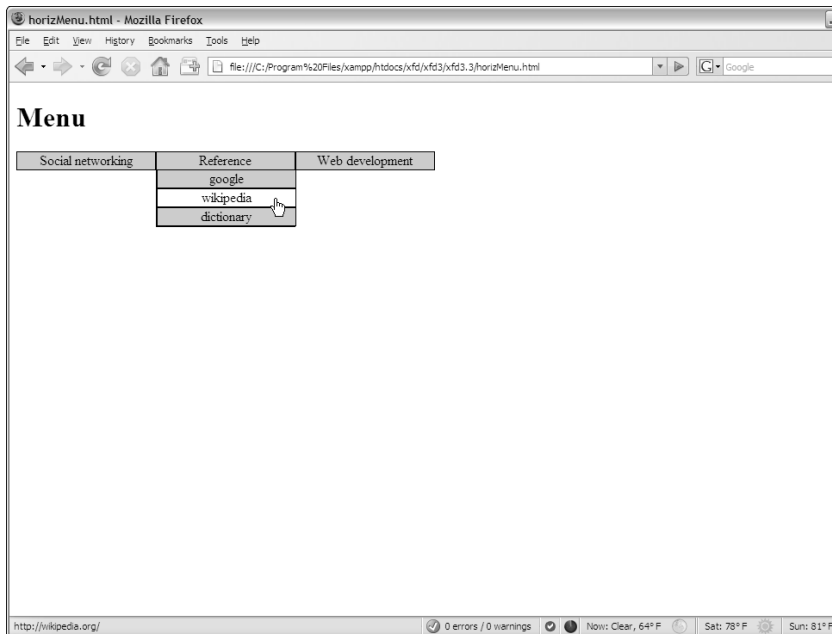 horizMenu.html - Mozilla Firefox
File Edit View History Bookmarks Tools Help
file:///C:/Program%20Files/xampp/htdocs/xfd/xfd3/xfd3.3/horizMenu.html G Google
Menu
Social networking Reference Web development
google
wikipedia
dictionary
http://wikipedia.org/ 0 errors / 0 warnings Now: Clear, 64° F Sat: 78° F Sun: 81° F